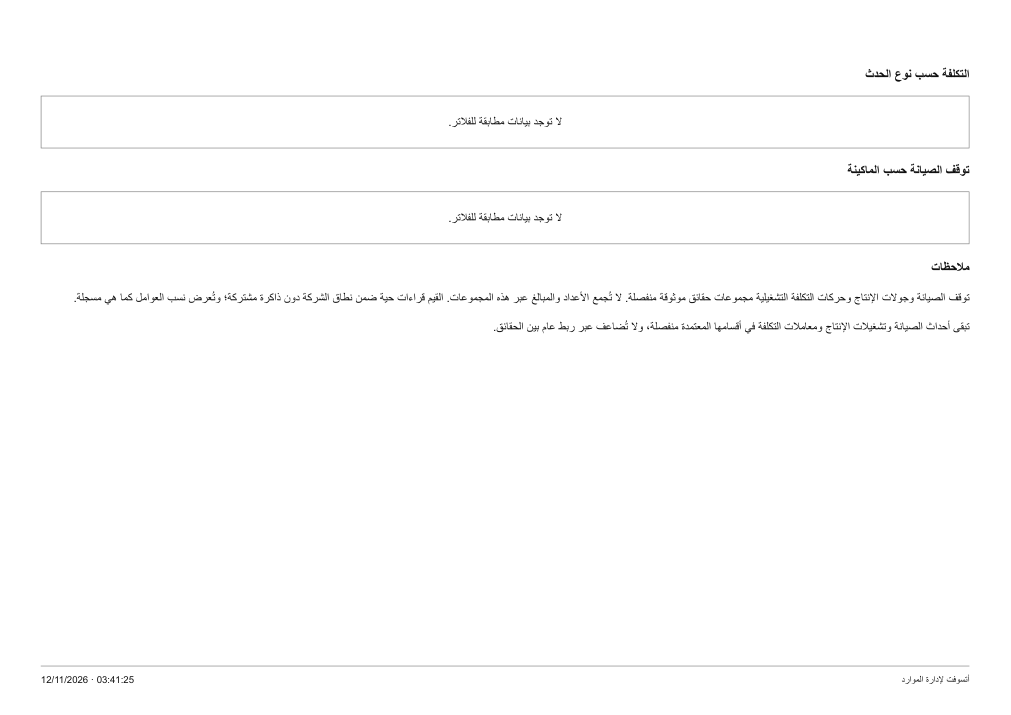 التكلفة حسب نوع الحدث
لا توجد بيانات مطابقة للفلاتر.
توقف الصيانة حسب الماكينة
لا توجد بيانات مطابقة للفلاتر.
ملاحظات
توقف الصيانة وجولات الإنتاج وحركات التكلفة التشغيلية مجموعات حقائق موثوقة منفصلة. لا تُجمع الأعداد والمبالغ عبر هذه المجموعات. القيم قراءات حية ضمن نطاق الشركة دون ذاكرة مشتركة؛ وتُعرض نسب العوامل كما هي مسجلة.
تبقى أحداث الصيانة وتشغيلات الإنتاج ومعاملات التكلفة في أقسامها المعتمدة منفصلة، ولا تُضاعف عبر ربط عام بين الحقائق.
أتسوفت لإدارة الموارد
12/11/2026 · 03:41:25